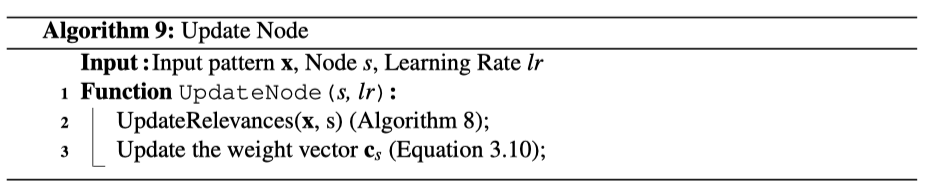 Algorithm 9: Update Node
Input :Input pattern x, Node s, Learning Rate lr
1 Function UpdateNode(s, lr):
2 UpdateRelevances(x, s) (Algorithm 8);
3 Update the weight vector cₛ (Equation 3.10);